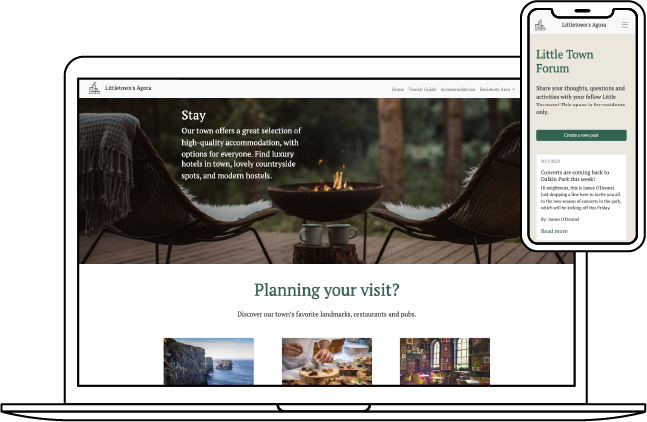 Littletown's Agora
Home Tourist Guide Accommodations Residents Area
Stay
Our town offers a great selection of
high-quality accommodation, with
options for everyone. Find luxury
hotels in town, lovely countryside
spots, and modern hostels.
Planning your visit?
Discover our town's favorite landmarks, restaurants and pubs.
Littletown's Agora
Little Town
Forum
Share your thoughts, questions and
activities with your fellow Little
Towners! This space is for residents
only.
Create a new post
30/1/2023
Concerts are coming back to
Dalkin Park this week!
Hi neighbours, this is James O'Donnel.
Just dropping a line here to invite you all
to the new season of concerts in the park,
which will be kicking off this Friday.
By: James O'Donnel
Read more